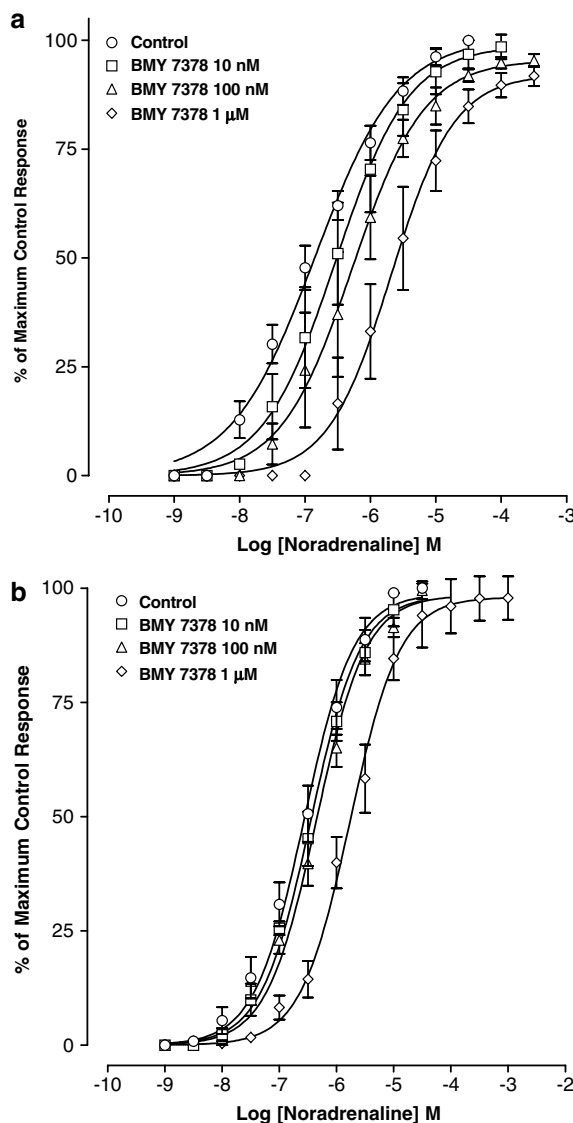 a
Control
BMY 7378 10 nM
BMY 7378 100 nM
BMY 7378 1 μM
% of Maximum Control Response
100
75
50
25
0
-10 -9 -8 -7 -6 -5 -4 -3
Log [Noradrenaline] M
b
Control
BMY 7378 10 nM
BMY 7378 100 nM
BMY 7378 1 μM
% of Maximum Control Response
100
75
50
25
0
-10 -9 -8 -7 -6 -5 -4 -3 -2
Log [Noradrenaline] M